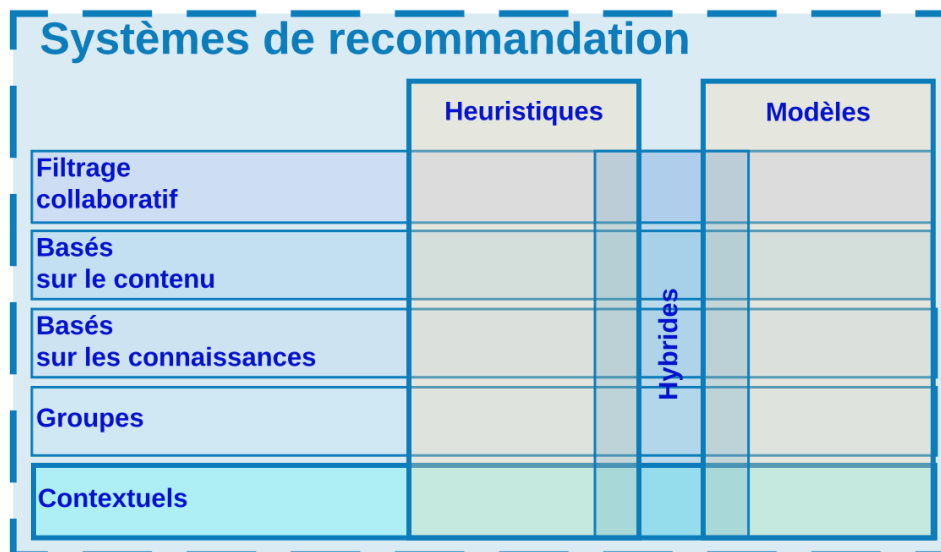 Systèmes de recommandation
Heuristiques
Modèles
Filtrage
collaboratif
Basés
sur le contenu
Basés
sur les connaissances
Hybrides
Groupes
Contextuels